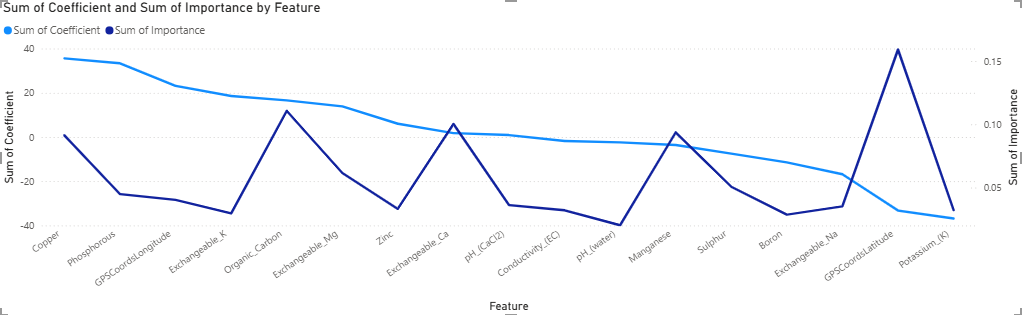 Sum of Coefficient and Sum of Importance by Feature
Sum of Coefficient Sum of Importance
Sum of Coefficient
40
20
0
-20
-40
0.15
0.10
0.05
Sum of Importance
Copper
Phosphorous
GPSCoordsLongitude
Exchangeable_K
Organic_Carbon
Exchangeable_Mg
Zinc
Exchangeable_Ca
pH_(CaCl2)
Conductivity_(EC)
pH_(water)
Manganese
Sulphur
Boron
Exchangeable_Na
GPSCoordsLatitude
Potassium_(K)
Feature